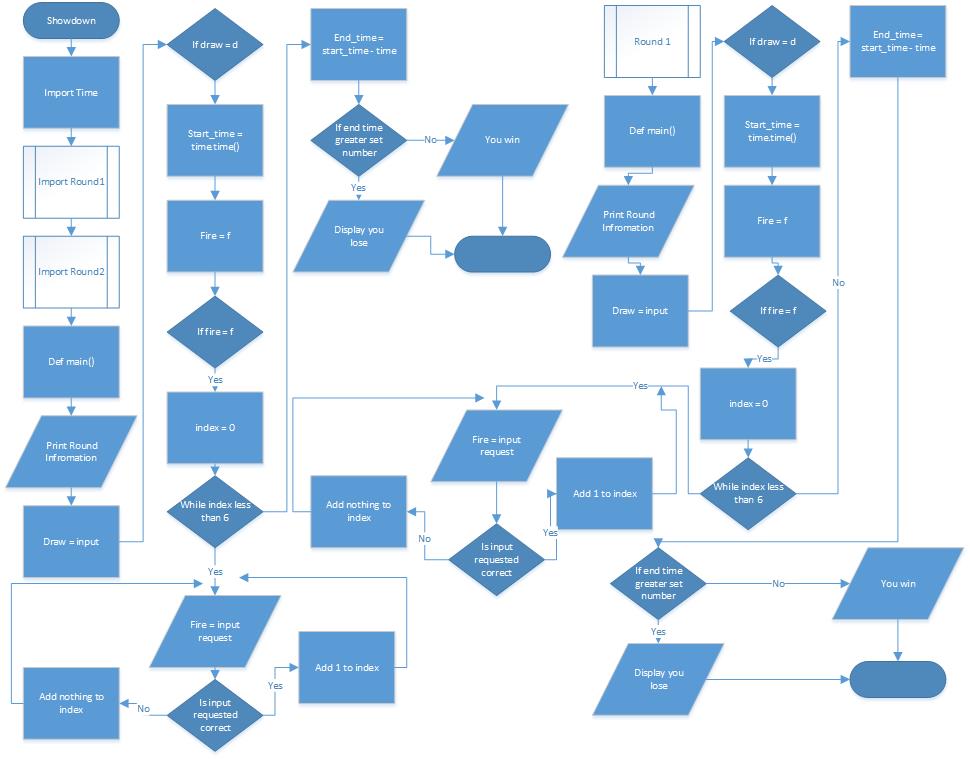 Showdown
Import Time
Import Round1
Import Round2
Def main()
Print Round
Infromation
Draw = input
If draw = d
Start_time =
time.time()
Fire = f
If fire = f
Yes
index = 0
While index less
than 6
Yes
Fire = input
request
Is input
requested
correct
No
Add nothing to
index
Yes
Add 1 to index
End_time =
start_time - time
If end time
greater set
number
No
You win
Yes
Display you
lose
Round 1
Def main()
Print Round
Infromation
Draw = input
If draw = d
Start_time =
time.time()
Fire = f
If fire = f
Yes
index = 0
While index less
than 6
Yes
Fire = input
request
Is input
requested
correct
No
Add nothing to
index
Yes
Add 1 to index
No
End_time =
start_time - time
If end time
greater set
number
No
You win
Yes
Display you
lose